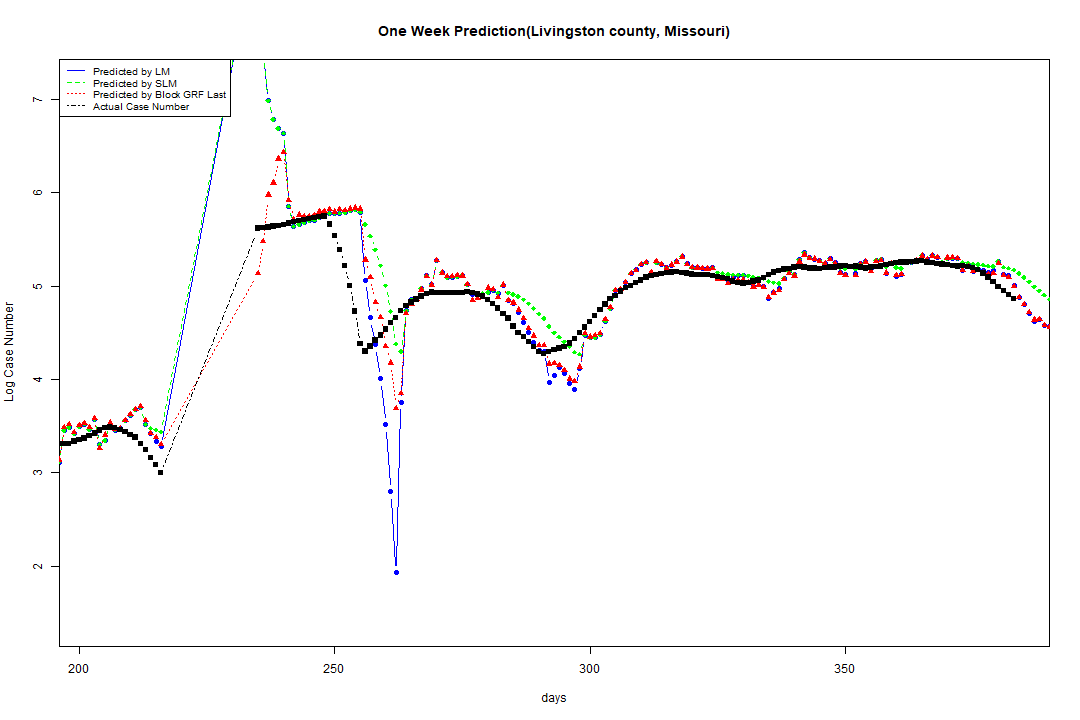 One Week Prediction(Livingston county, Missouri)
Predicted by LM
Predicted by SLM
Predicted by Block GRF Last
Actual Case Number
7
6
5
4
3
2
Log Case Number
200 250 300 350
days